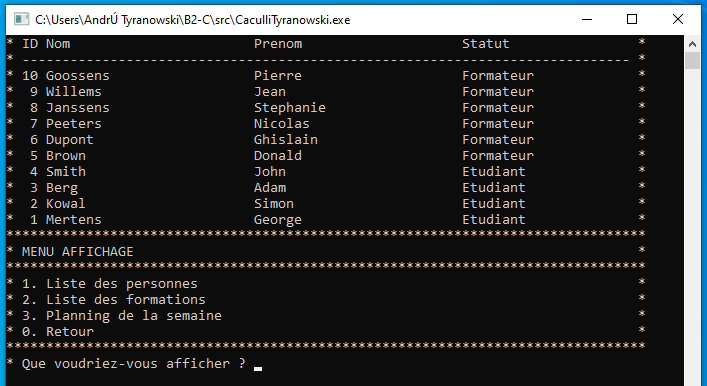 C:\Users\AndrÚ Tyranowski\B2-C\src\CaculliTyranowski.exe
* ID Nom Prenom Statut *
* ---------------------------------------------------------------------------- *
* 10 Goossens Pierre Formateur *
* 9 Willems Jean Formateur *
* 8 Janssens Stephanie Formateur *
* 7 Peeters Nicolas Formateur *
* 6 Dupont Ghislain Formateur *
* 5 Brown Donald Formateur *
* 4 Smith John Etudiant *
* 3 Berg Adam Etudiant *
* 2 Kowal Simon Etudiant *
* 1 Mertens George Etudiant *
********************************************************************************
* MENU AFFICHAGE *
********************************************************************************
* 1. Liste des personnes *
* 2. Liste des formations *
* 3. Planning de la semaine *
* 0. Retour *
********************************************************************************
* Que voudriez-vous afficher ? _